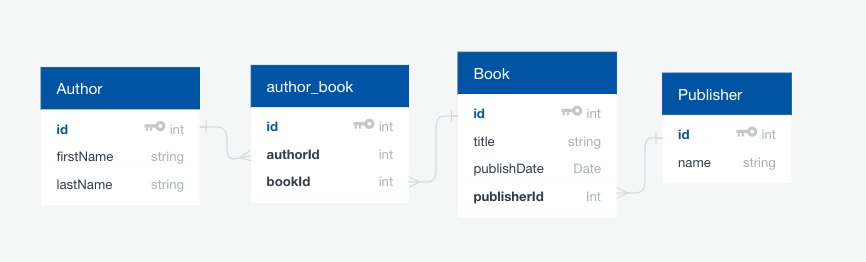 Author
id int
firstName string
lastName string
author_book
id int
authorId int
bookId int
Book
id int
title string
publishDate Date
publisherId Int
Publisher
id int
name string